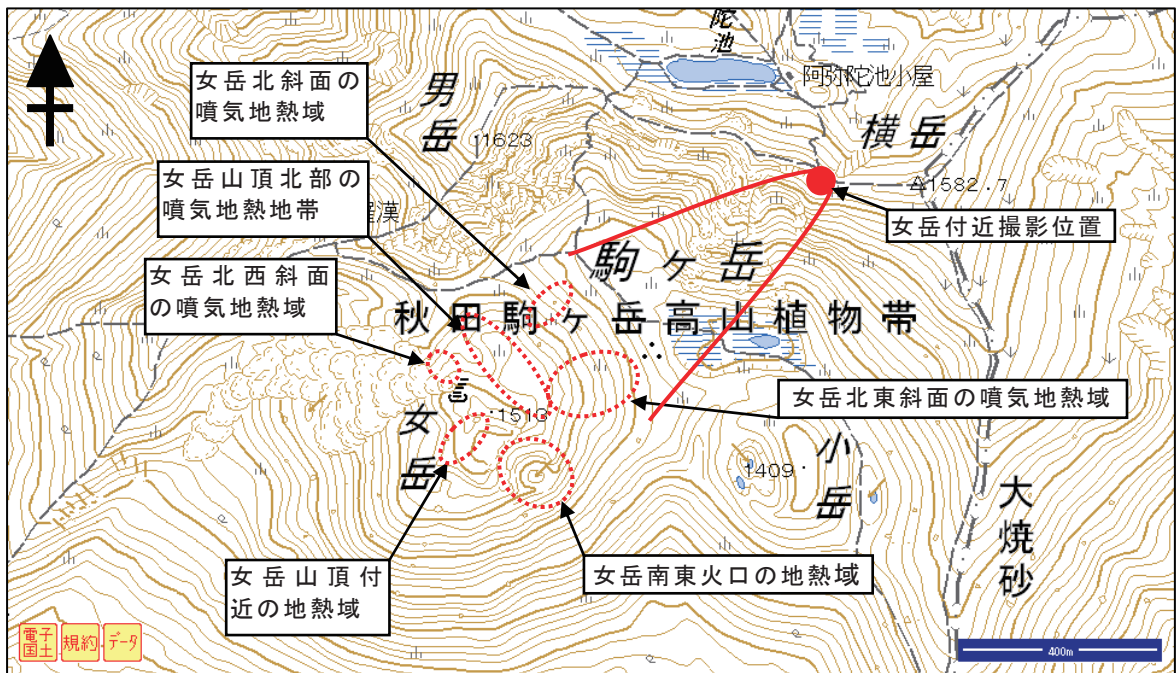 陀
池
阿弥陀池小屋
女岳北斜面の
噴気地熱域
男
岳
1623
横岳
1582.7
女岳山頂北部の
噴気地熱地帯
羅漢
女岳付近撮影位置
女岳北西斜面
の噴気地熱域
駒ヶ岳
秋田駒ヶ岳高山植物帯
女岳北東斜面の噴気地熱域
1513
女
岳
1409
小
岳
大
焼
砂
女岳山頂付
近の地熱域
女岳南東火口の地熱域
電子
国土
規約
データ
400m